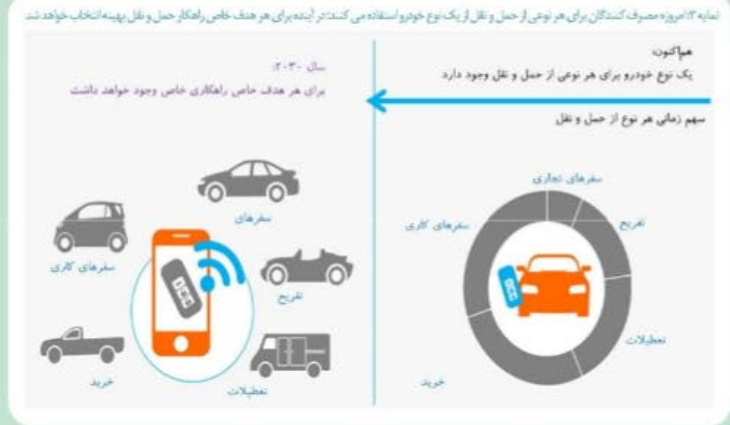 نمایه ۳: امروزه مصرف کنندگان برای هر نوعی از حمل و نقل از یک نوع خودرو استفاده می کنند؛ در آینده برای هر هدف خاص راهکار حمل و نقل بهینه انتخاب خواهد شد
هم‌اکنون:
یک نوع خودرو برای هر نوعی از حمل و نقل وجود دارد
سهم زمانی هر نوع از حمل و نقل
سفرهای تجاری
تفریح
سفرهای کاری
تعطیلات
خرید
سال ۲۰۳۰:
برای هر هدف خاص راهکاری خاص وجود خواهد داشت
سفرهای
سفرهای کاری
تفریح
خرید
تعطیلات